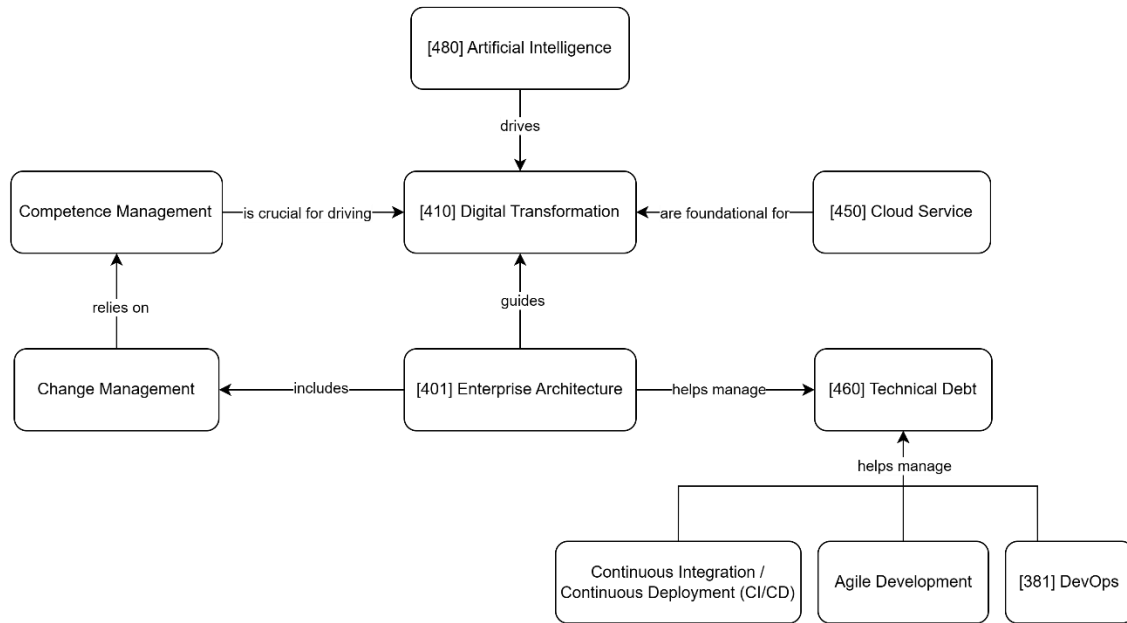 [480] Artificial Intelligence
drives
Competence Management
is crucial for driving
[410] Digital Transformation
are foundational for
[450] Cloud Service
relies on
guides
Change Management
includes
[401] Enterprise Architecture
helps manage
[460] Technical Debt
helps manage
Continuous Integration /
Continuous Deployment (CI/CD)
Agile Development
[381] DevOps